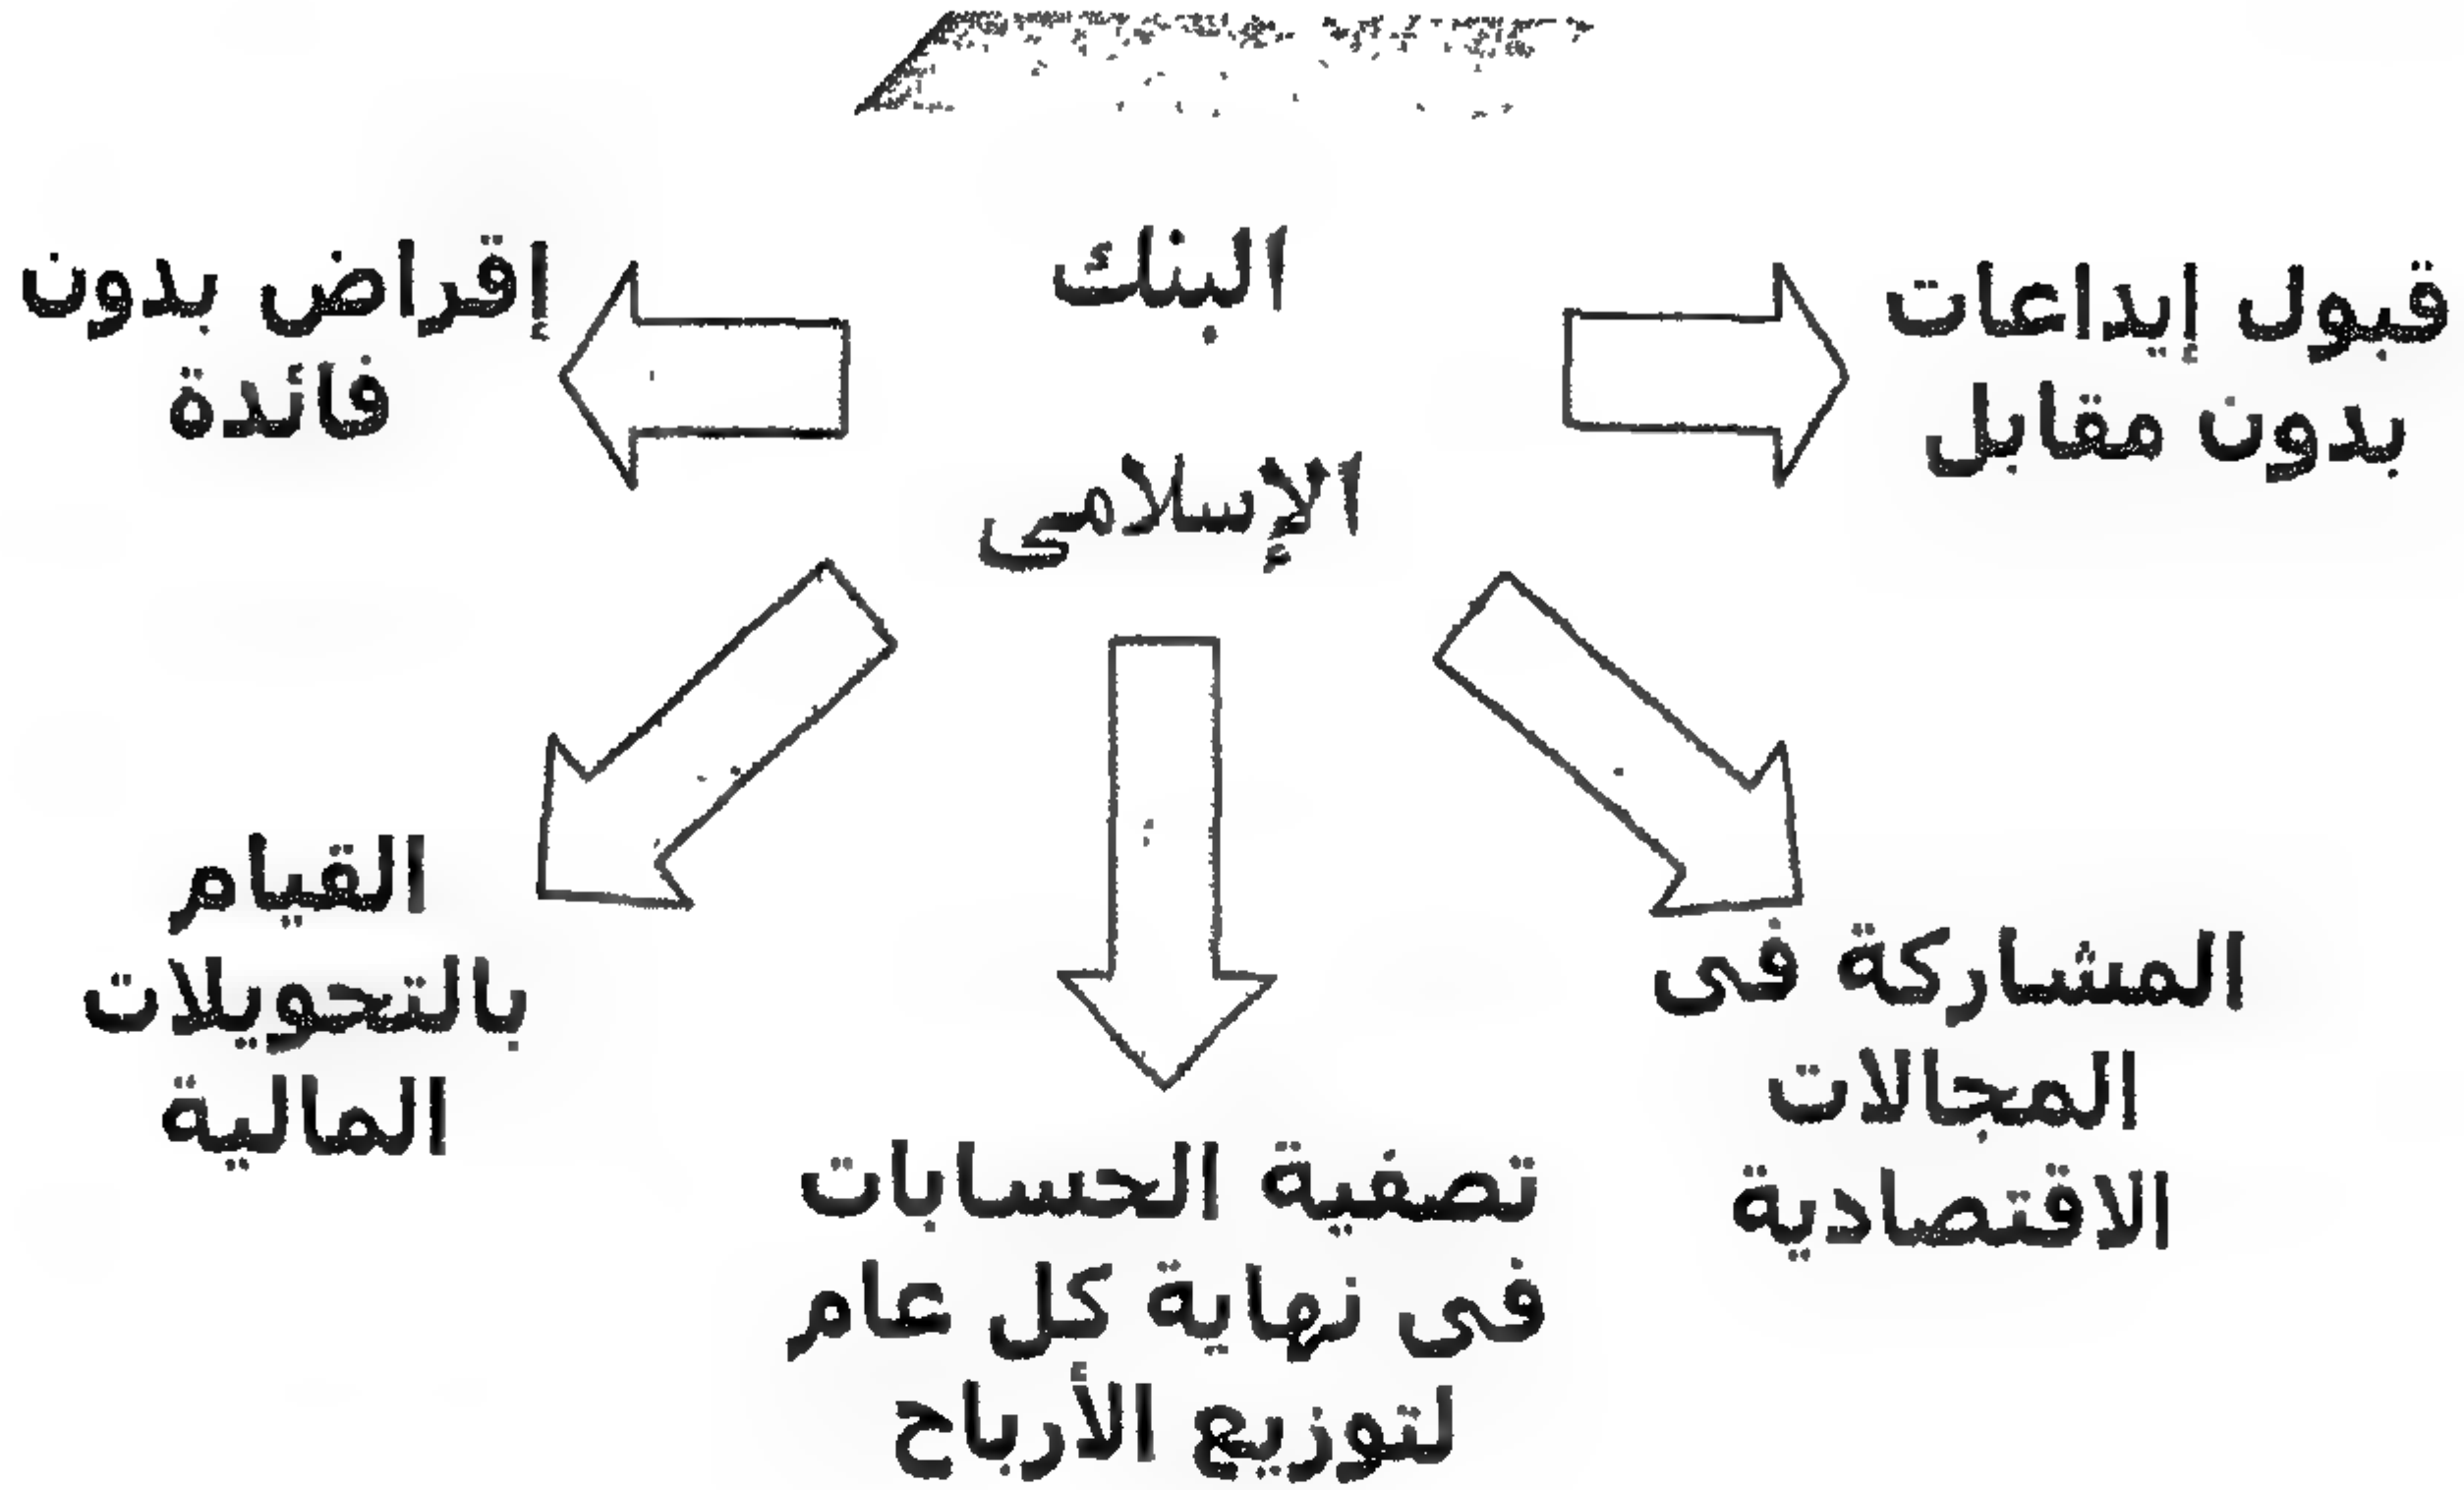 البنك
الإسلامى
قبول إيداعات
بدون مقابل
إقراض بدون
فائدة
المشاركة فى
المجالات
الاقتصادية
تصفية الحسابات
فى نهاية كل عام
لتوزيع الأرباح
القيام
بالتحويلات
المالية